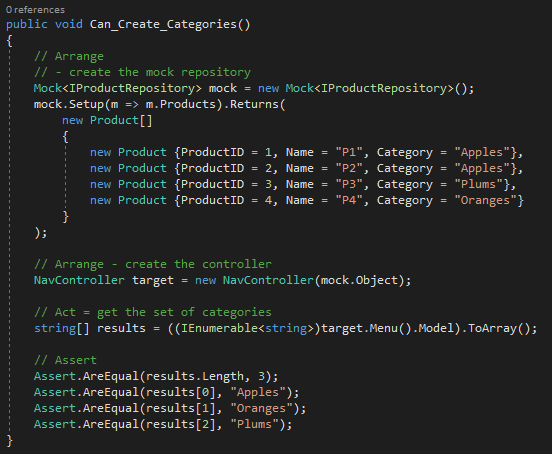 0 references
public void Can_Create_Categories()
{
// Arrange
// - create the mock repository
Mock<IProductRepository> mock = new Mock<IProductRepository>();
mock.Setup(m => m.Products).Returns(
new Product[]
{
new Product {ProductID = 1, Name = "P1", Category = "Apples"},
new Product {ProductID = 2, Name = "P2", Category = "Apples"},
new Product {ProductID = 3, Name = "P3", Category = "Plums"},
new Product {ProductID = 4, Name = "P4", Category = "Oranges"}
}
);
// Arrange - create the controller
NavController target = new NavController(mock.Object);
// Act = get the set of categories
string[] results = ((IEnumerable<string>)target.Menu().Model).ToArray();
// Assert
Assert.AreEqual(results.Length, 3);
Assert.AreEqual(results[0], "Apples");
Assert.AreEqual(results[1], "Oranges");
Assert.AreEqual(results[2], "Plums");
}